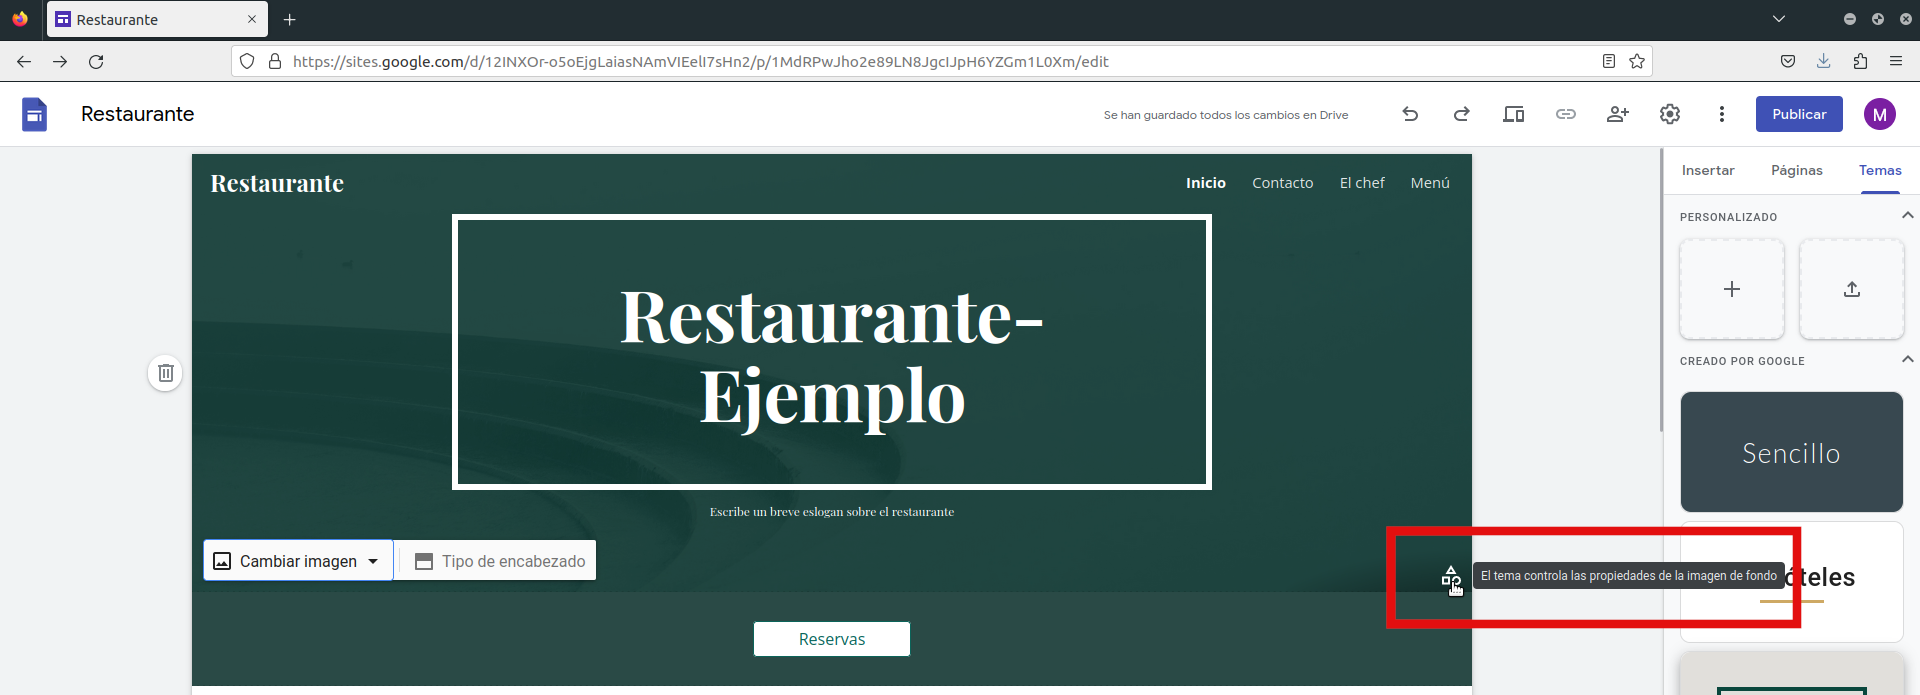 Restaurante
https://sites.google.com/d/12INXOr-o5oEjgLaiasNAmVIEelI7sHn2/p/1MdRPwJho2e89LN8JgcIJpH6YZGm1L0Xm/edit
Restaurante
Se han guardado todos los cambios en Drive
Publicar
M
Restaurante
Inicio Contacto El chef Menú
Insertar Páginas Temas
PERSONALIZADO
Restaurante-
Ejemplo
CREADO POR GOOGLE
Sencillo
Escribe un breve eslogan sobre el restaurante
Cambiar imagen Tipo de encabezado
El tema controla las propiedades de la imagen de fondo
óteles
Reservas